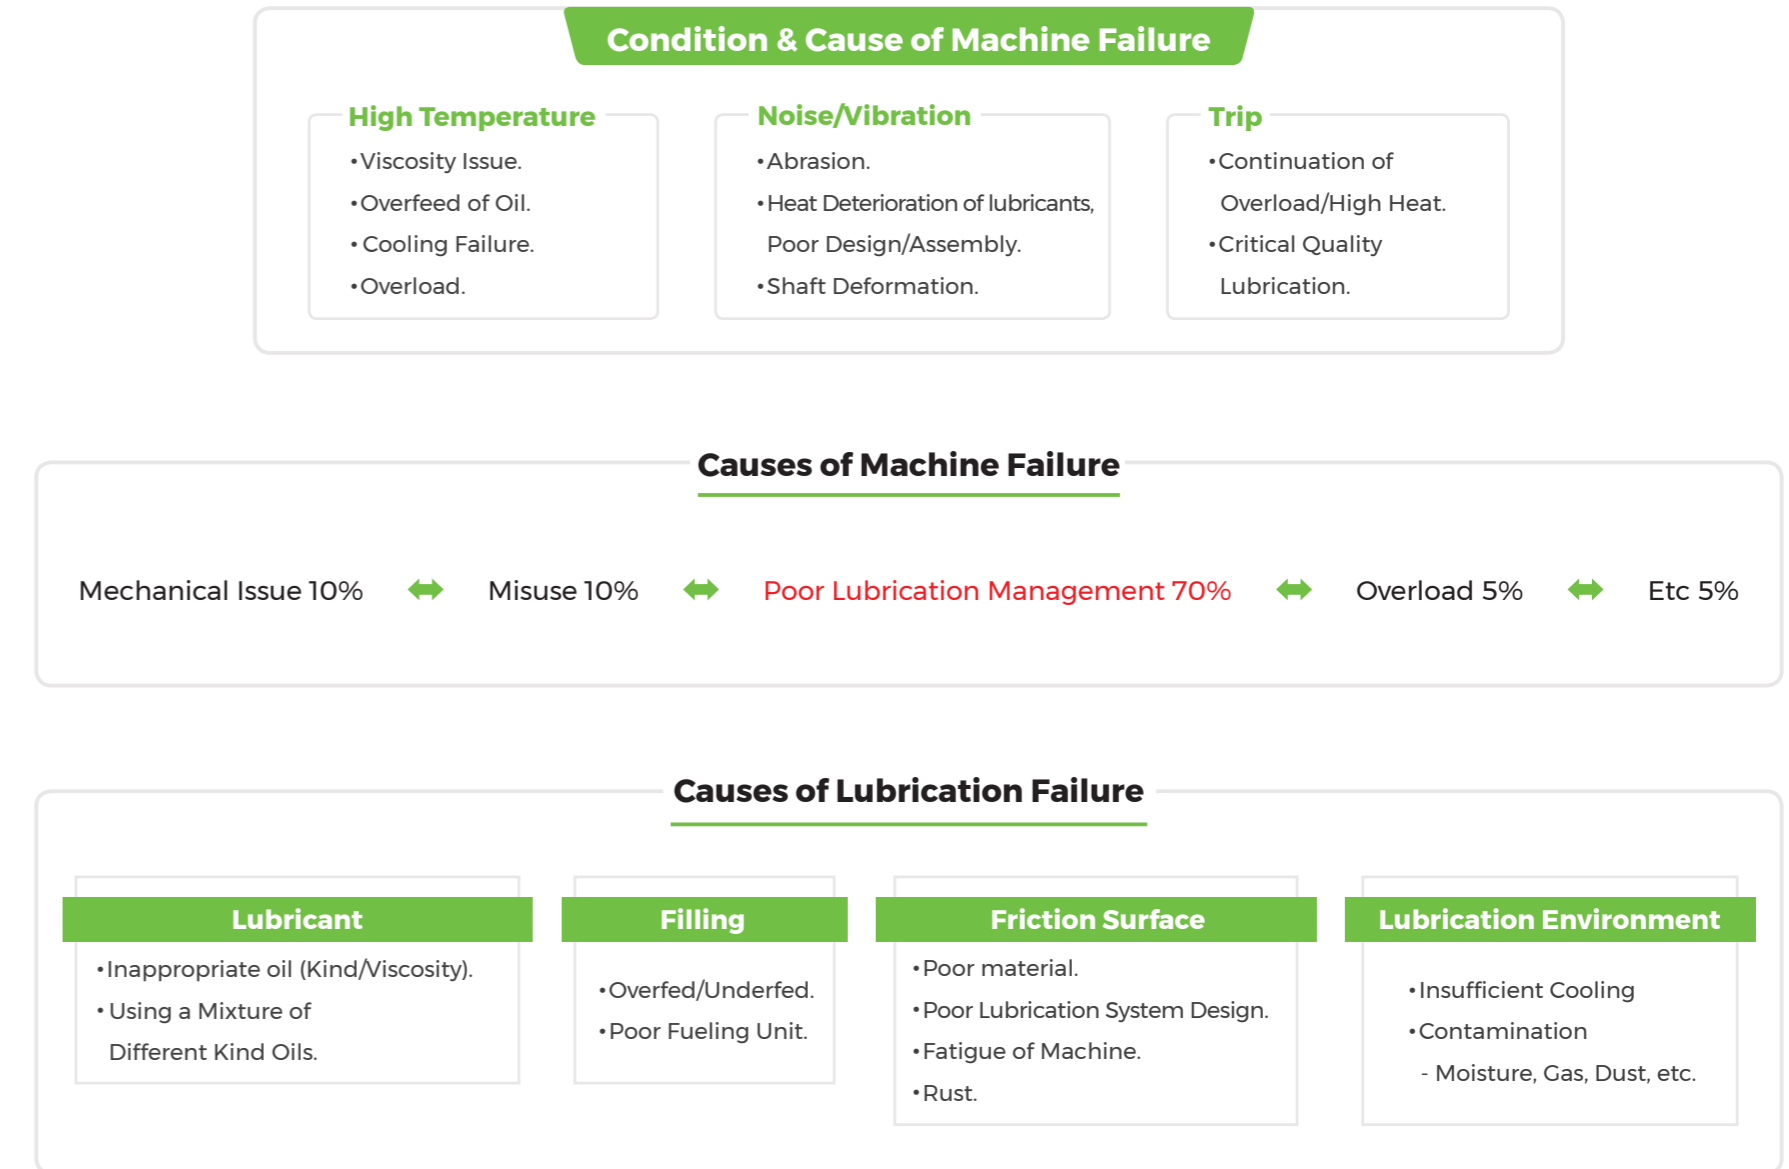 Condition & Cause of Machine Failure
High Temperature
•Viscosity Issue.
•Overfeed of Oil.
•Cooling Failure.
•Overload.
Noise/Vibration
•Abrasion.
•Heat Deterioration of lubricants,
Poor Design/Assembly.
•Shaft Deformation.
Trip
•Continuation of
Overload/High Heat.
•Critical Quality
Lubrication.
Causes of Machine Failure
Mechanical Issue 10% ⬌ Misuse 10% ⬌ Poor Lubrication Management 70% ⬌ Overload 5% ⬌ Etc 5%
Causes of Lubrication Failure
Lubricant
•Inappropriate oil (Kind/Viscosity).
•Using a Mixture of
Different Kind Oils.
Filling
•Overfed/Underfed.
•Poor Fueling Unit.
Friction Surface
•Poor material.
•Poor Lubrication System Design.
•Fatigue of Machine.
•Rust.
Lubrication Environment
•Insufficient Cooling
•Contamination
- Moisture, Gas, Dust, etc.